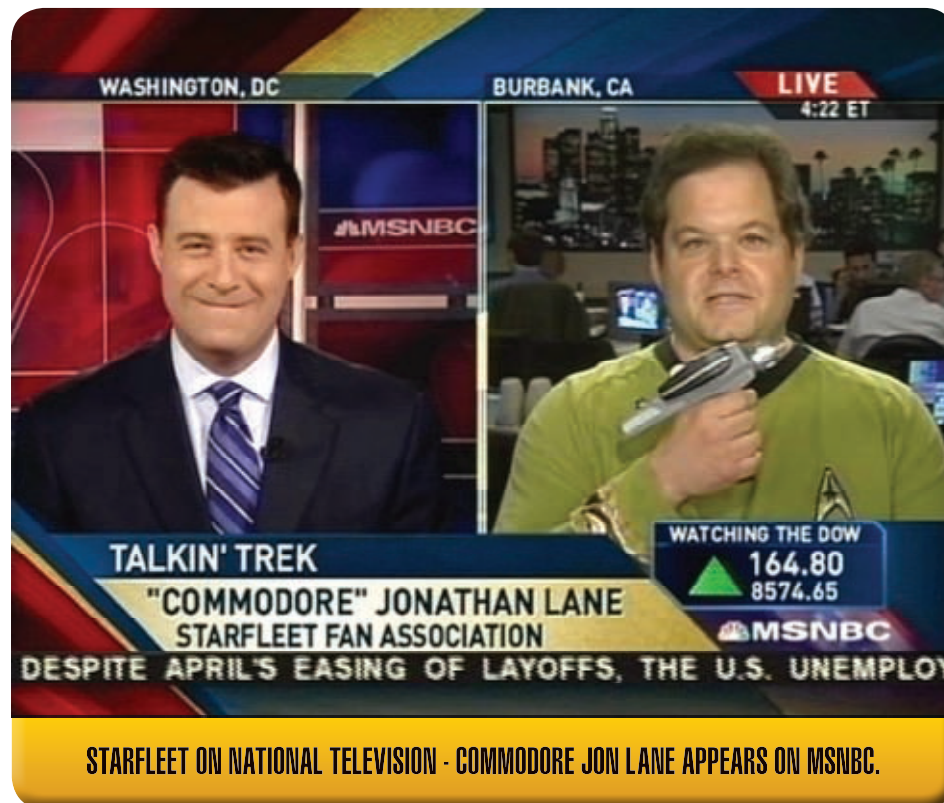 WASHINGTON, DC
BURBANK, CA
LIVE
4:22 ET
MSNBC
WATCHING THE DOW
164.80
8574.65
TALKIN' TREK
"COMMODORE" JONATHAN LANE
STARFLEET FAN ASSOCIATION
MSNBC
DESPITE APRIL'S EASING OF LAYOFFS, THE U.S. UNEMPLOY
STARFLEET ON NATIONAL TELEVISION - COMMODORE JON LANE APPEARS ON MSNBC.